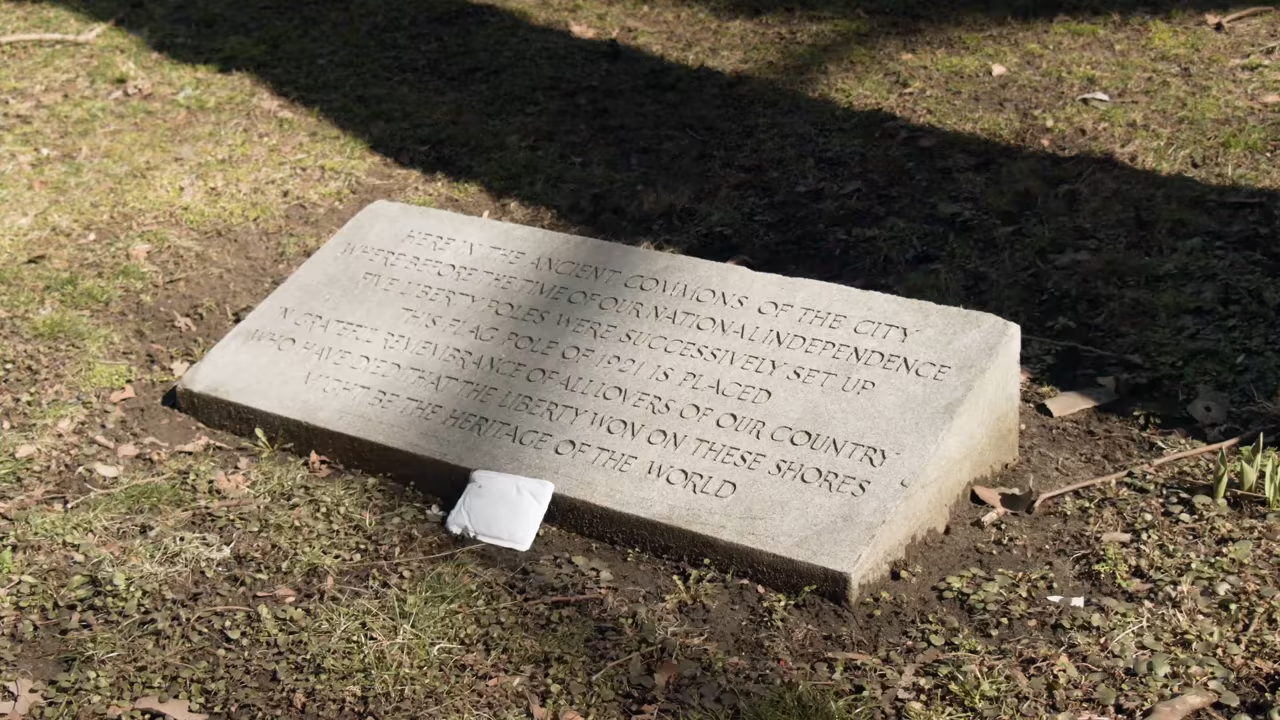 HERE IN THE ANCIENT COMMONS OF THE CITY
WHERE BEFORE THE TIME OF OUR NATIONAL INDEPENDENCE
FIVE LIBERTY POLES WERE SUCCESSIVELY SET UP
THIS FLAG POLE OF 1921 IS PLACED
IN GRATEFUL REMEMBRANCE OF ALL LOVERS OF OUR COUNTRY
WHO HAVE DIED THAT THE LIBERTY WON ON THESE SHORES
MIGHT BE THE HERITAGE OF THE WORLD